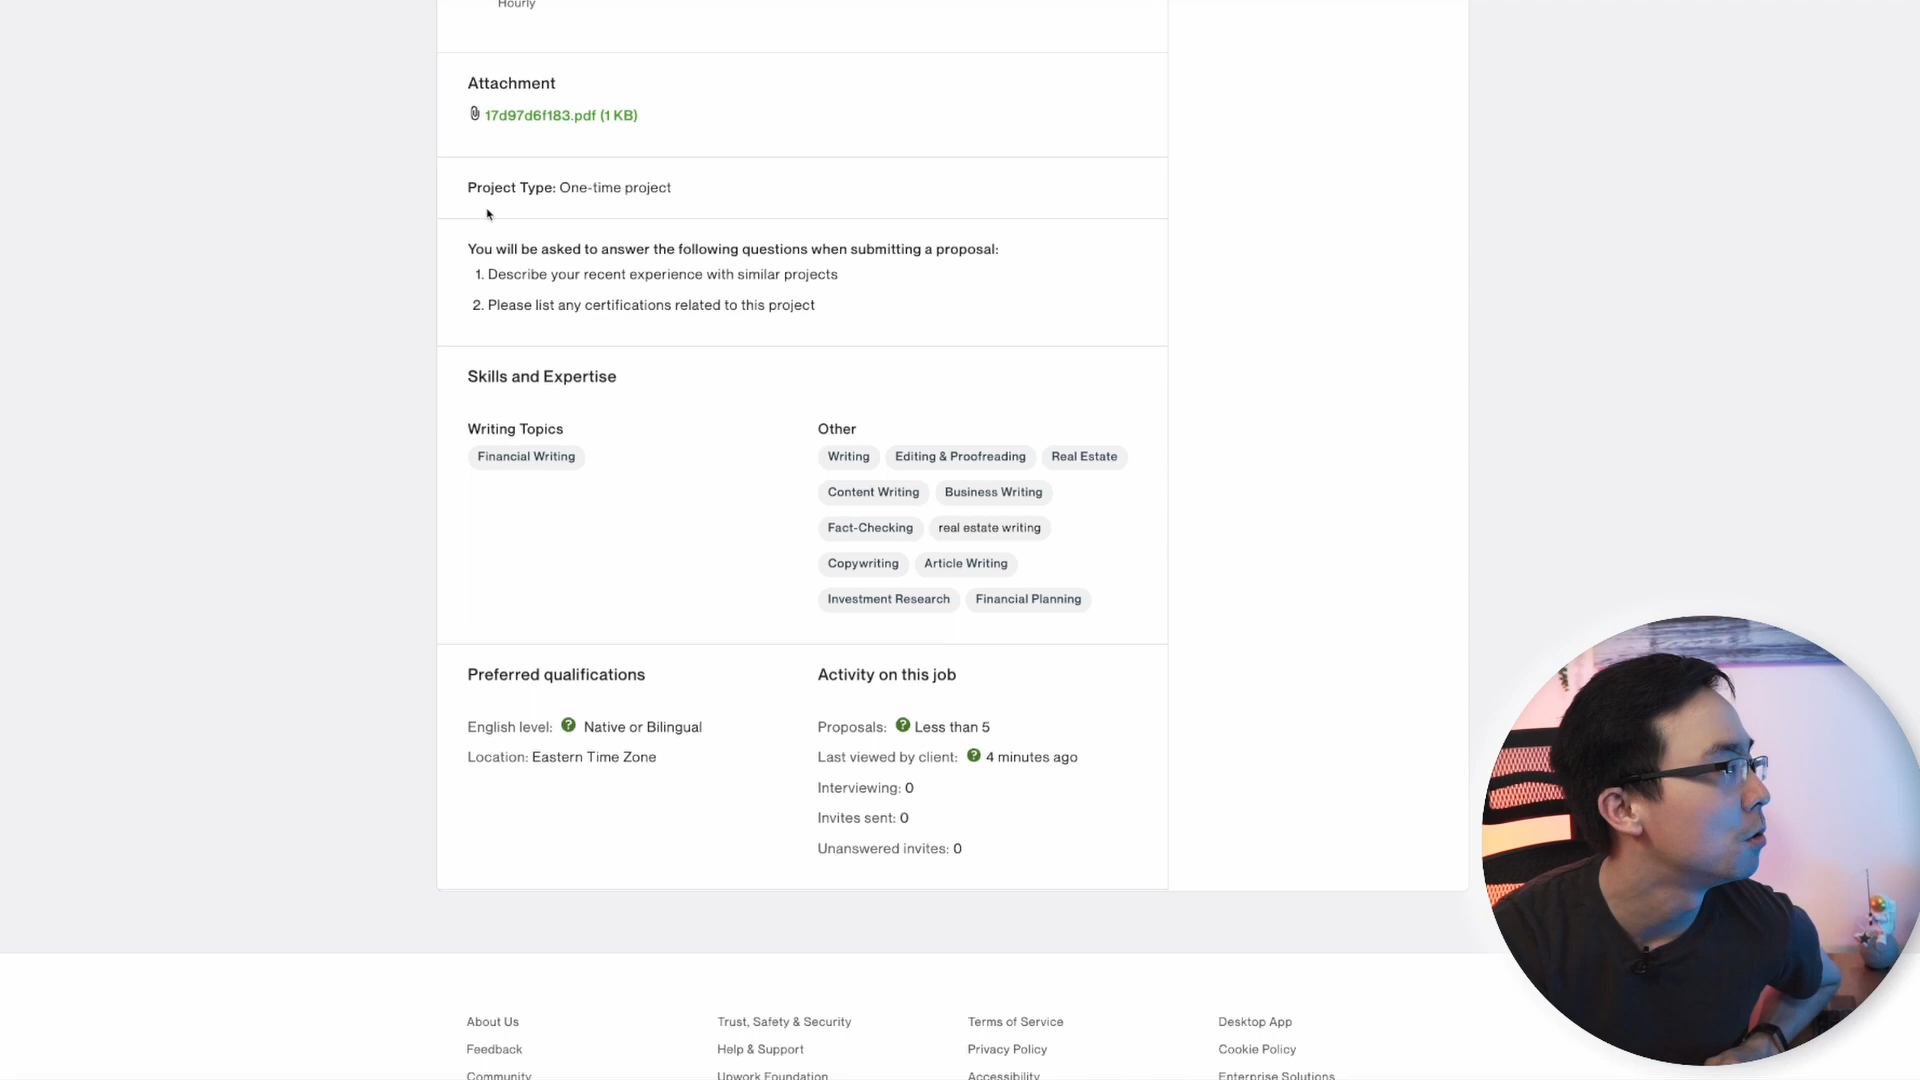 Hourly
Attachment
17d97d6f183.pdf (1 KB)
Project Type: One-time project
You will be asked to answer the following questions when submitting a proposal:
1. Describe your recent experience with similar projects
2. Please list any certifications related to this project
Skills and Expertise
Writing Topics
Financial Writing
Other
Writing Editing & Proofreading Real Estate
Content Writing Business Writing
Fact-Checking real estate writing
Copywriting Article Writing
Investment Research Financial Planning
Preferred qualifications
English level: ? Native or Bilingual
Location: Eastern Time Zone
Activity on this job
Proposals: ? Less than 5
Last viewed by client: ? 4 minutes ago
Interviewing: 0
Invites sent: 0
Unanswered invites: 0
About Us
Feedback
Community
Trust, Safety & Security
Help & Support
Upwork Foundation
Terms of Service
Privacy Policy
Accessibility
Desktop App
Cookie Policy
Enterprise Solutions